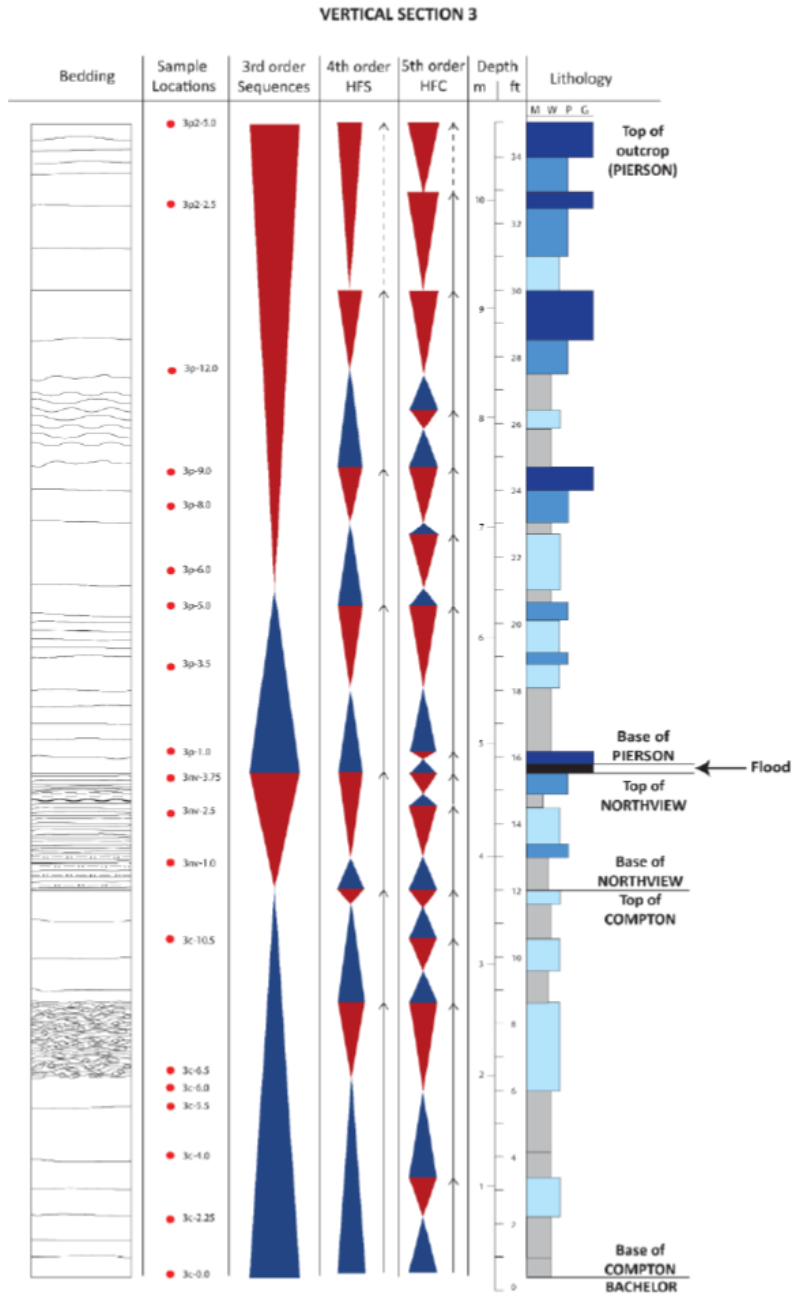 VERTICAL SECTION 3
Bedding
Sample
Locations
3rd order
Sequences
4th order
HFS
5th order
HFC
Depth
m
ft
Lithology
M W P G
3p2-5.0
3p2-2.5
3p-12.0
3p-9.0
3p-8.0
3p-6.0
3p-5.0
3p-3.5
3p-1.0
3nv-3.75
3nv-2.5
3nv-1.0
3c-10.5
3c-6.5
3c-6.0
3c-5.5
3c-4.0
3c-2.25
3c-0.0
10
9
8
7
6
5
4
3
2
1
34
32
30
28
26
24
22
20
18
16
14
12
10
8
6
4
2
0
Top of
outcrop
(PIERSON)
Base of
PIERSON
Flood
Top of
NORTHVIEW
Base of
NORTHVIEW
Top of
COMPTON
Base of
COMPTON
BACHELOR